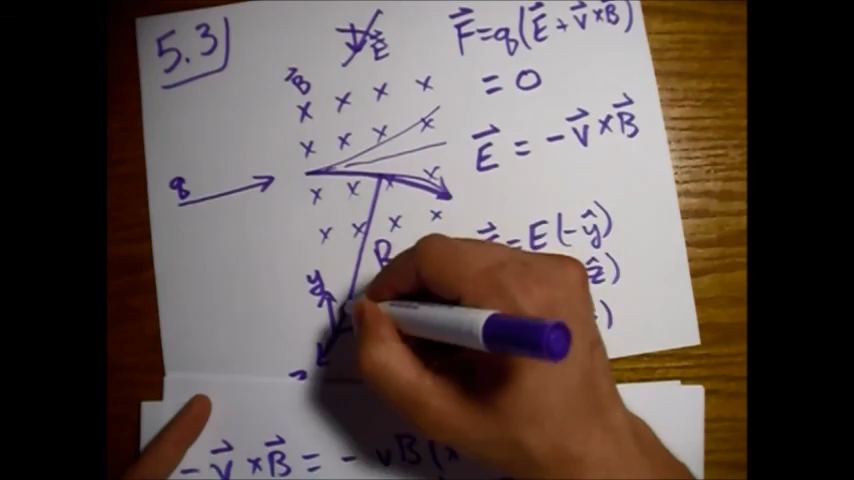 5.3)
E⃗
F⃗ = q(E⃗ + v⃗ × B⃗)
B⃗
x x x x
= 0
x x x x
E⃗ = -v⃗ × B⃗
q
x x x x
x x x x
= E(-ŷ)
R
ẑ)
y
)
-v⃗ × B⃗ = - vB(x